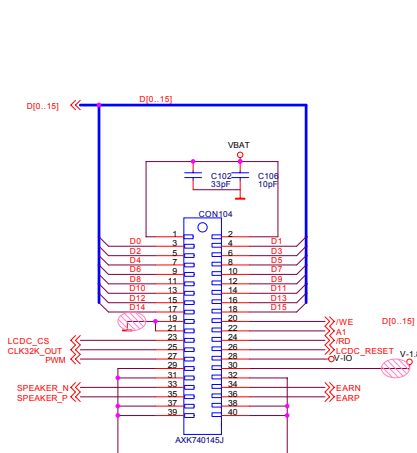 D[0..15]
D[0..15]
VBAT
C102
33pF
C106
10pF
CON104
1 2
D0 3 4 D1
D2 5 6 D3
D4 7 8 D5
D6 9 10 D7
D8 11 12 D9
D10 13 14 D11
D12 15 16 D13
D14 17 18 D15
19 20 /WE D[0..15]
21 22 A1
LCDC_CS 23 24 /RD
CLK32K_OUT 25 26 LCDC_RESET
PWM 27 28 V-IO
29 30
31 32
SPEAKER_N 33 34 EARN
SPEAKER_P 35 36 EARP
37 38
39 40
AXK740145J